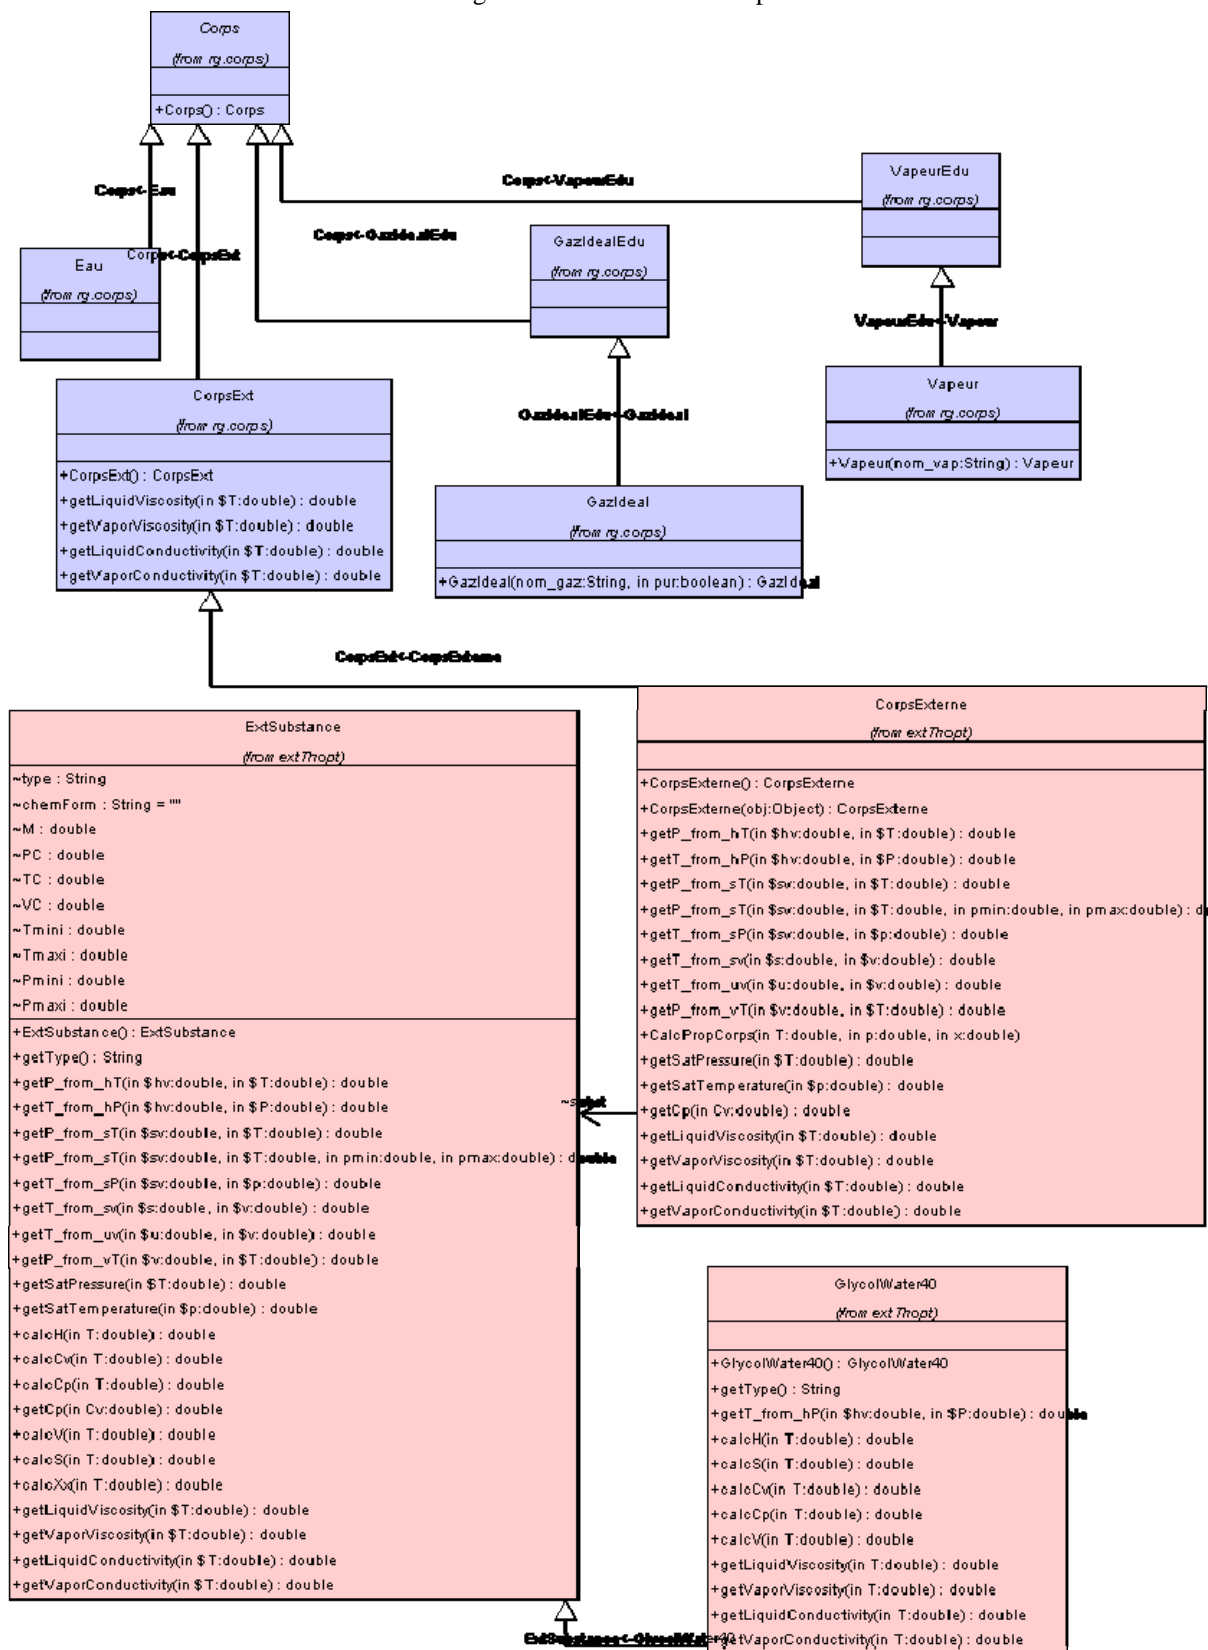 Corps
(from rg.corps)
+Corps() : Corps
Corps<-Eau
Corps<-VapeurEdu
VapeurEdu
(from rg.corps)
Corps<-GazIdealEdu
GazIdealEdu
(from rg.corps)
Corps<-CorpsExt
Eau
(from rg.corps)
VapeurEdu<-Vapeur
Vapeur
(from rg.corps)
+Vapeur(nom_vap:String) : Vapeur
CorpsExt
(from rg.corps)
+CorpsExt() : CorpsExt
+getLiquidViscosity(in $T:double) : double
+getVaporViscosity(in $T:double) : double
+getLiquidConductivity(in $T:double) : double
+getVaporConductivity(in $T:double) : double
GazIdealEdu<-GazIdeal
GazIdeal
(from rg.corps)
+GazIdeal(nom_gaz:String, in pur:boolean) : GazIdeal
CorpsExt<-CorpsExterne
ExtSubstance
(from extThopt)
~type : String
~chemForm : String = ""
~M : double
~PC : double
~TC : double
~VC : double
~Tmini : double
~Tmaxi : double
~Pmini : double
~Pmaxi : double
+ExtSubstance() : ExtSubstance
+getType() : String
+getP_from_hT(in $hv:double, in $T:double) : double
+getT_from_hP(in $hv:double, in $P:double) : double
+getP_from_sT(in $sv:double, in $T:double) : double
+getP_from_sT(in $sv:double, in $T:double, in pmin:double, in pmax:double) : double
+getT_from_sP(in $sv:double, in $p:double) : double
+getT_from_sv(in $s:double, in $v:double) : double
+getT_from_uv(in $u:double, in $v:double) : double
+getP_from_vT(in $v:double, in $T:double) : double
+getSatPressure(in $T:double) : double
+getSatTemperature(in $p:double) : double
+calcH(in T:double) : double
+calcCv(in T:double) : double
+calcCp(in T:double) : double
+getCp(in Cv:double) : double
+calcV(in T:double) : double
+calcS(in T:double) : double
+calcXx(in T:double) : double
+getLiquidViscosity(in $T:double) : double
+getVaporViscosity(in $T:double) : double
+getLiquidConductivity(in $T:double) : double
+getVaporConductivity(in $T:double) : double
~subst
CorpsExterne
(from extThopt)
+CorpsExterne() : CorpsExterne
+CorpsExterne(obj:Object) : CorpsExterne
+getP_from_hT(in $hv:double, in $T:double) : double
+getT_from_hP(in $hv:double, in $P:double) : double
+getP_from_sT(in $sv:double, in $T:double) : double
+getP_from_sT(in $sv:double, in $T:double, in pmin:double, in pmax:double) : d
+getT_from_sP(in $sv:double, in $p:double) : double
+getT_from_sv(in $s:double, in $v:double) : double
+getT_from_uv(in $u:double, in $v:double) : double
+getP_from_vT(in $v:double, in $T:double) : double
+CalcPropCorps(in T:double, in p:double, in x:double)
+getSatPressure(in $T:double) : double
+getSatTemperature(in $p:double) : double
+getCp(in Cv:double) : double
+getLiquidViscosity(in $T:double) : double
+getVaporViscosity(in $T:double) : double
+getLiquidConductivity(in $T:double) : double
+getVaporConductivity(in $T:double) : double
GlycolWater40
(from extThopt)
+GlycolWater40() : GlycolWater40
+getType() : String
+getT_from_hP(in $hv:double, in $P:double) : double
+calcH(in T:double) : double
+calcS(in T:double) : double
+calcCv(in T:double) : double
+calcCp(in T:double) : double
+calcV(in T:double) : double
+getLiquidViscosity(in T:double) : double
+getVaporViscosity(in T:double) : double
+getLiquidConductivity(in T:double) : double
+getVaporConductivity(in T:double) : double
ExtSubstance<-GlycolWater40